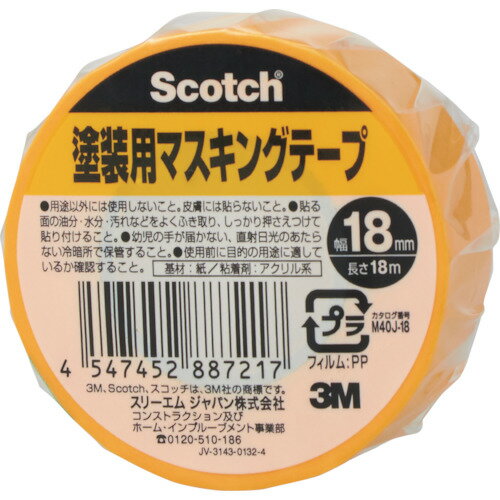 Scotch®
塗装用マスキングテープ
●用途以外には使用しないこと。皮膚には貼らないこと。●貼る
面の油分・水分・汚れなどをよくふき取り、しっかり押さえつけて
貼り付けること。●幼児の手が届かない、直射日光のあたら
ない冷暗所で保管すること。●使用前に目的の用途に適して
いるか確認すること。
基材：紙／粘着剤：アクリル系
幅18mm
長さ18m
プラ
カタログ番号
M40J-18
フィルム：PP
4 547452 887217
3M、Scotch、スコッチは、3M社の商標です。
スリーエム ジャパン株式会社
コンストラクション及び
ホーム・インプルーブメント事業部
0120-510-186
JV-3143-0132-4
3M